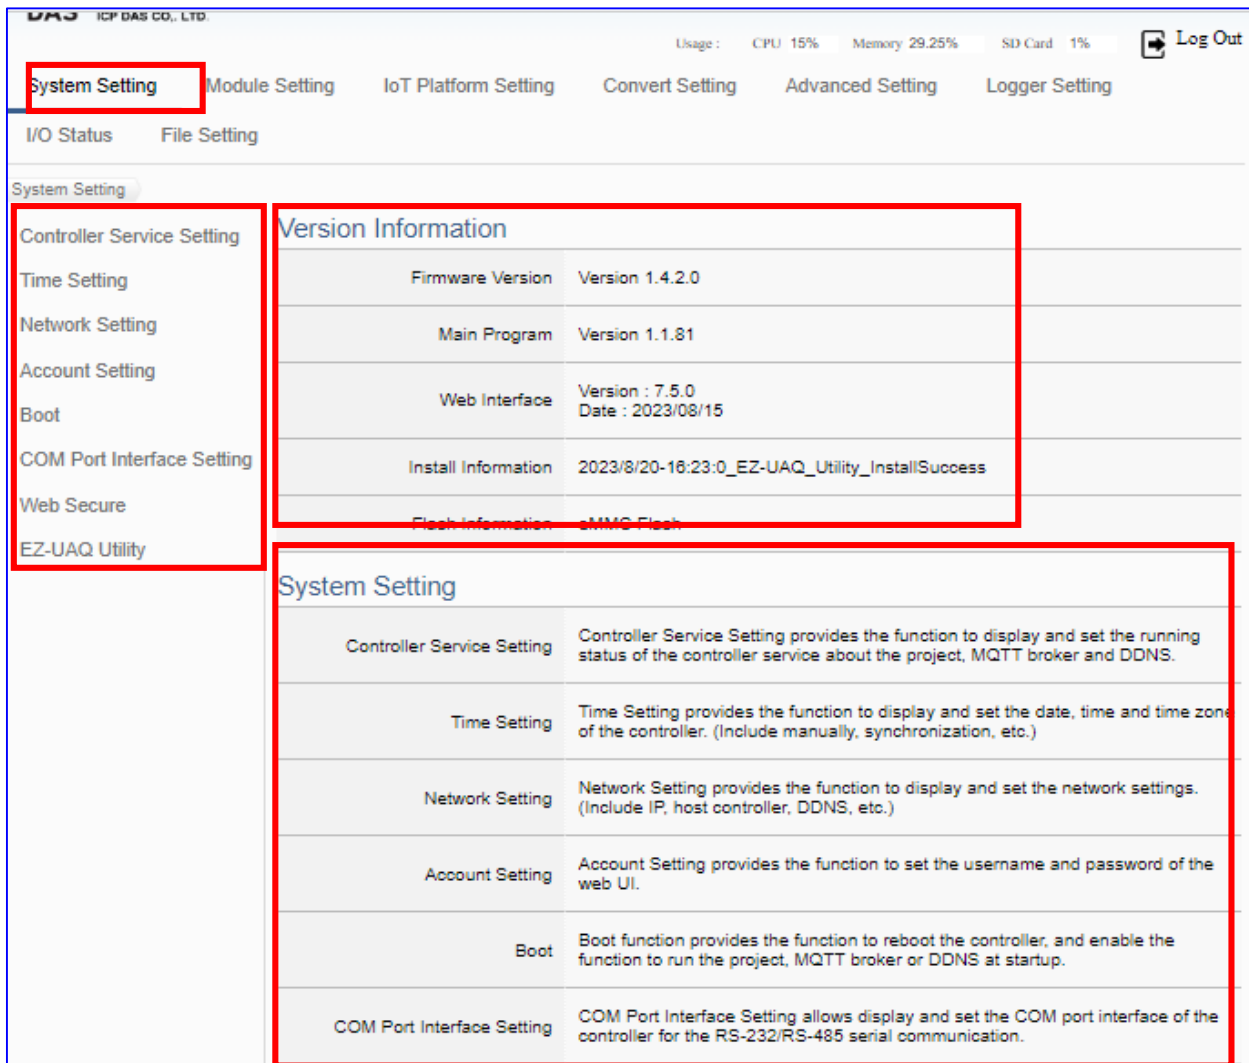 DAS ICP DAS CO., LTD.
Usage : CPU 15% Memory 29.25% SD Card 1% Log Out
System Setting Module Setting IoT Platform Setting Convert Setting Advanced Setting Logger Setting
I/O Status File Setting
System Setting
Controller Service Setting
Time Setting
Network Setting
Account Setting
Boot
COM Port Interface Setting
Web Secure
EZ-UAQ Utility
Version Information
Firmware Version Version 1.4.2.0
Main Program Version 1.1.81
Web Interface Version : 7.5.0
Date : 2023/08/15
Install Information 2023/8/20-16:23:0_EZ-UAQ_Utility_InstallSuccess
Flash Information eMMC Flash
System Setting
Controller Service Setting Controller Service Setting provides the function to display and set the running
status of the controller service about the project, MQTT broker and DDNS.
Time Setting Time Setting provides the function to display and set the date, time and time zone
of the controller. (Include manually, synchronization, etc.)
Network Setting Network Setting provides the function to display and set the network settings.
(Include IP, host controller, DDNS, etc.)
Account Setting Account Setting provides the function to set the username and password of the
web UI.
Boot Boot function provides the function to reboot the controller, and enable the
function to run the project, MQTT broker or DDNS at startup.
COM Port Interface Setting COM Port Interface Setting allows display and set the COM port interface of the
controller for the RS-232/RS-485 serial communication.